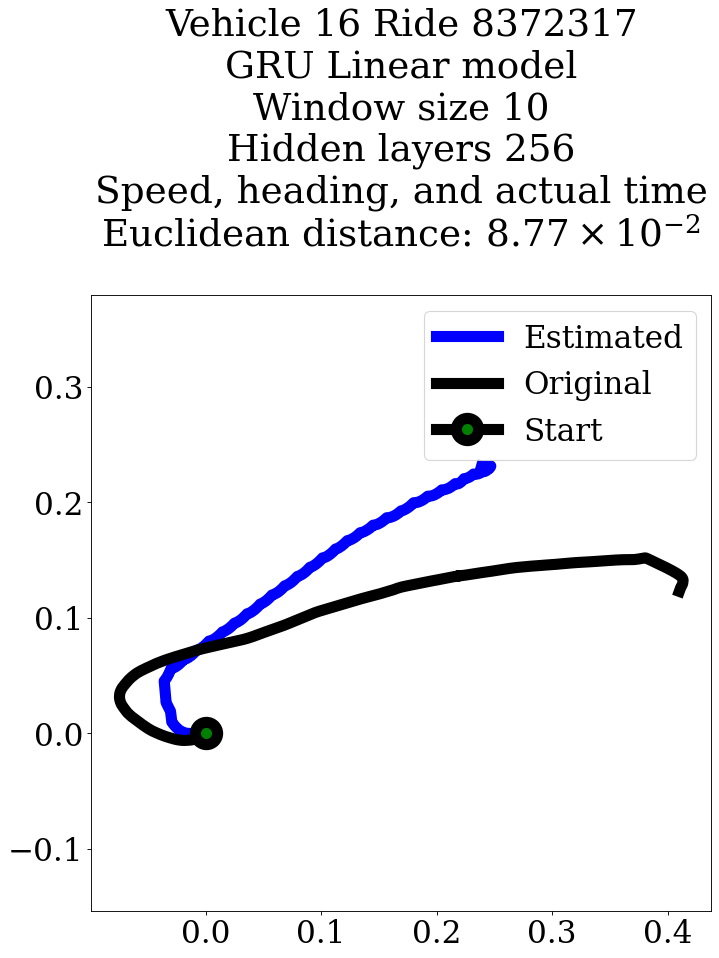 Vehicle 16 Ride 8372317
GRU Linear model
Window size 10
Hidden layers 256
Speed, heading, and actual time
Euclidean distance: 8.77 × 10⁻²
Estimated
Original
Start
0.3
0.2
0.1
0.0
−0.1
0.0 0.1 0.2 0.3 0.4